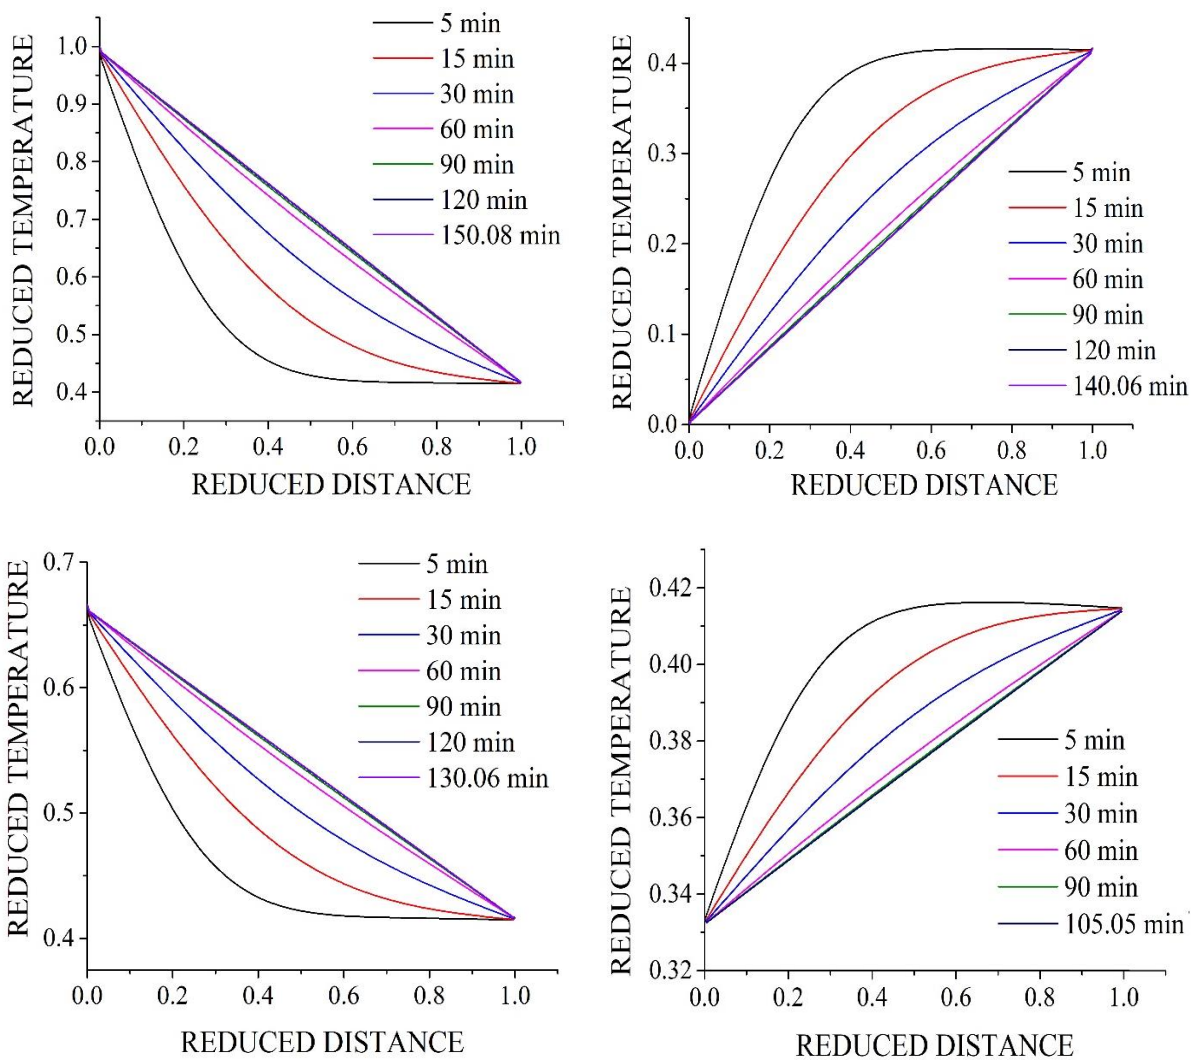 REDUCED TEMPERATURE
1.0
0.9
0.8
0.7
0.6
0.5
0.4
0.0
0.2
0.4
0.6
0.8
1.0
REDUCED DISTANCE
5 min
15 min
30 min
60 min
90 min
120 min
150.08 min
REDUCED TEMPERATURE
0.4
0.3
0.2
0.1
0.0
0.0
0.2
0.4
0.6
0.8
1.0
REDUCED DISTANCE
5 min
15 min
30 min
60 min
90 min
120 min
140.06 min
REDUCED TEMPERATURE
0.7
0.6
0.5
0.4
0.0
0.2
0.4
0.6
0.8
1.0
REDUCED DISTANCE
5 min
15 min
30 min
60 min
90 min
120 min
130.06 min
REDUCED TEMPERATURE
0.42
0.40
0.38
0.36
0.34
0.32
0.0
0.2
0.4
0.6
0.8
1.0
REDUCED DISTANCE
5 min
15 min
30 min
60 min
90 min
105.05 min